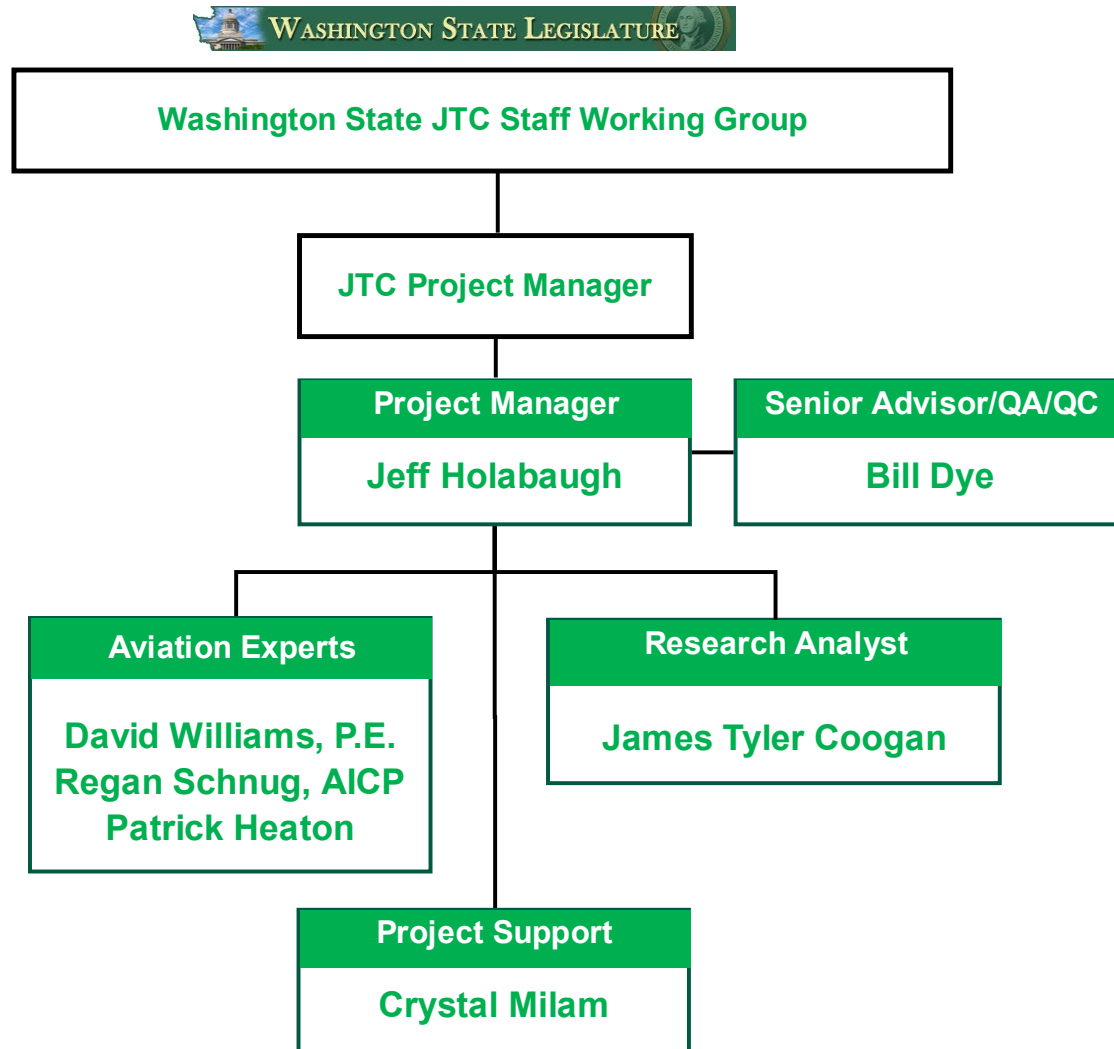 WASHINGTON STATE LEGISLATURE
Washington State JTC Staff Working Group
JTC Project Manager
Project Manager
Jeff Holabaugh
Senior Advisor/QA/QC
Bill Dye
Aviation Experts
David Williams, P.E.
Regan Schnug, AICP
Patrick Heaton
Research Analyst
James Tyler Coogan
Project Support
Crystal Milam